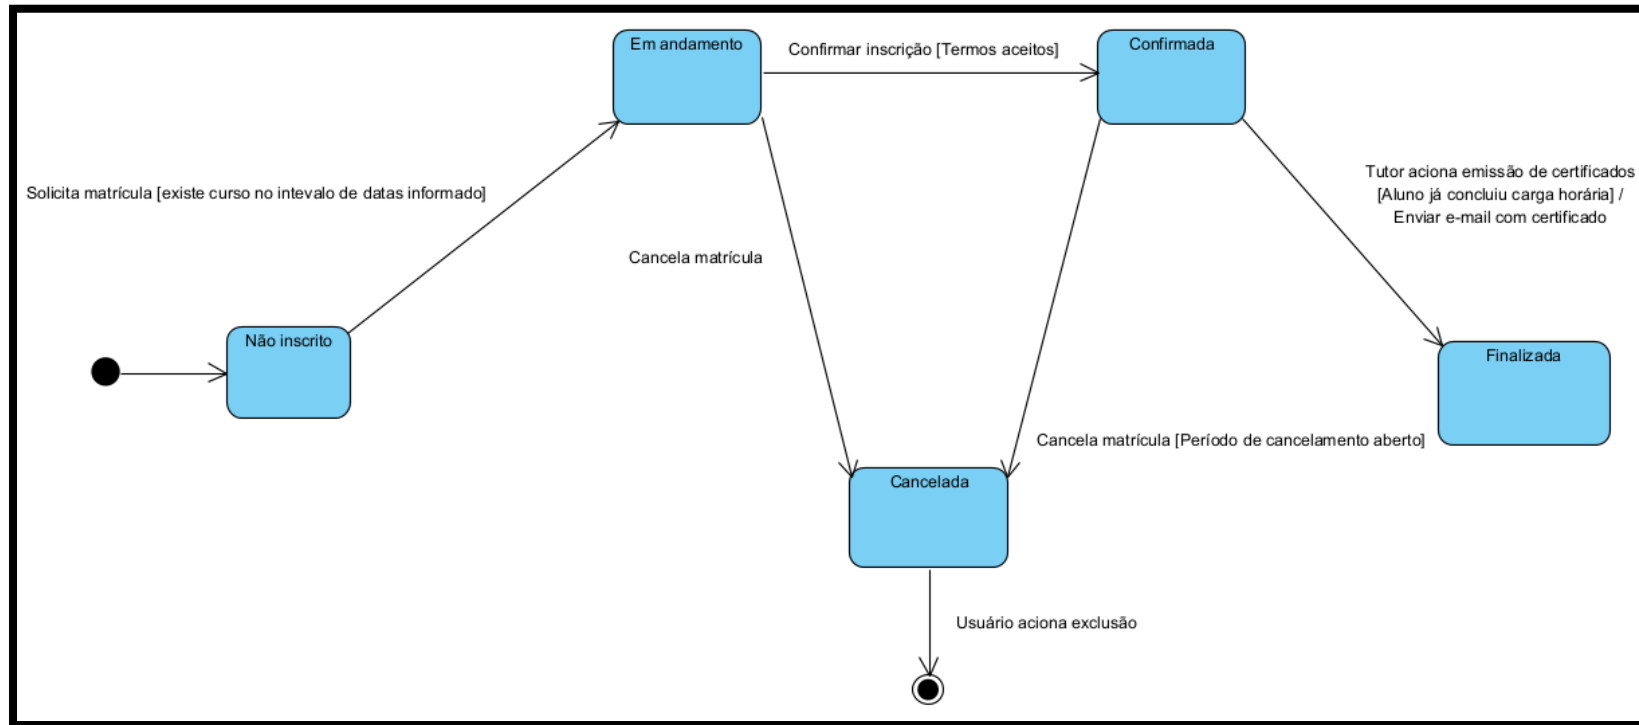 Em andamento
Confirmar inscrição [Termos aceitos]
Confirmada
Solicita matrícula [existe curso no intevalo de datas informado]
Tutor aciona emissão de certificados
[Aluno já concluiu carga horária] /
Enviar e-mail com certificado
Cancela matrícula
Não inscrito
Finalizada
Cancela matrícula [Período de cancelamento aberto]
Cancelada
Usuário aciona exclusão